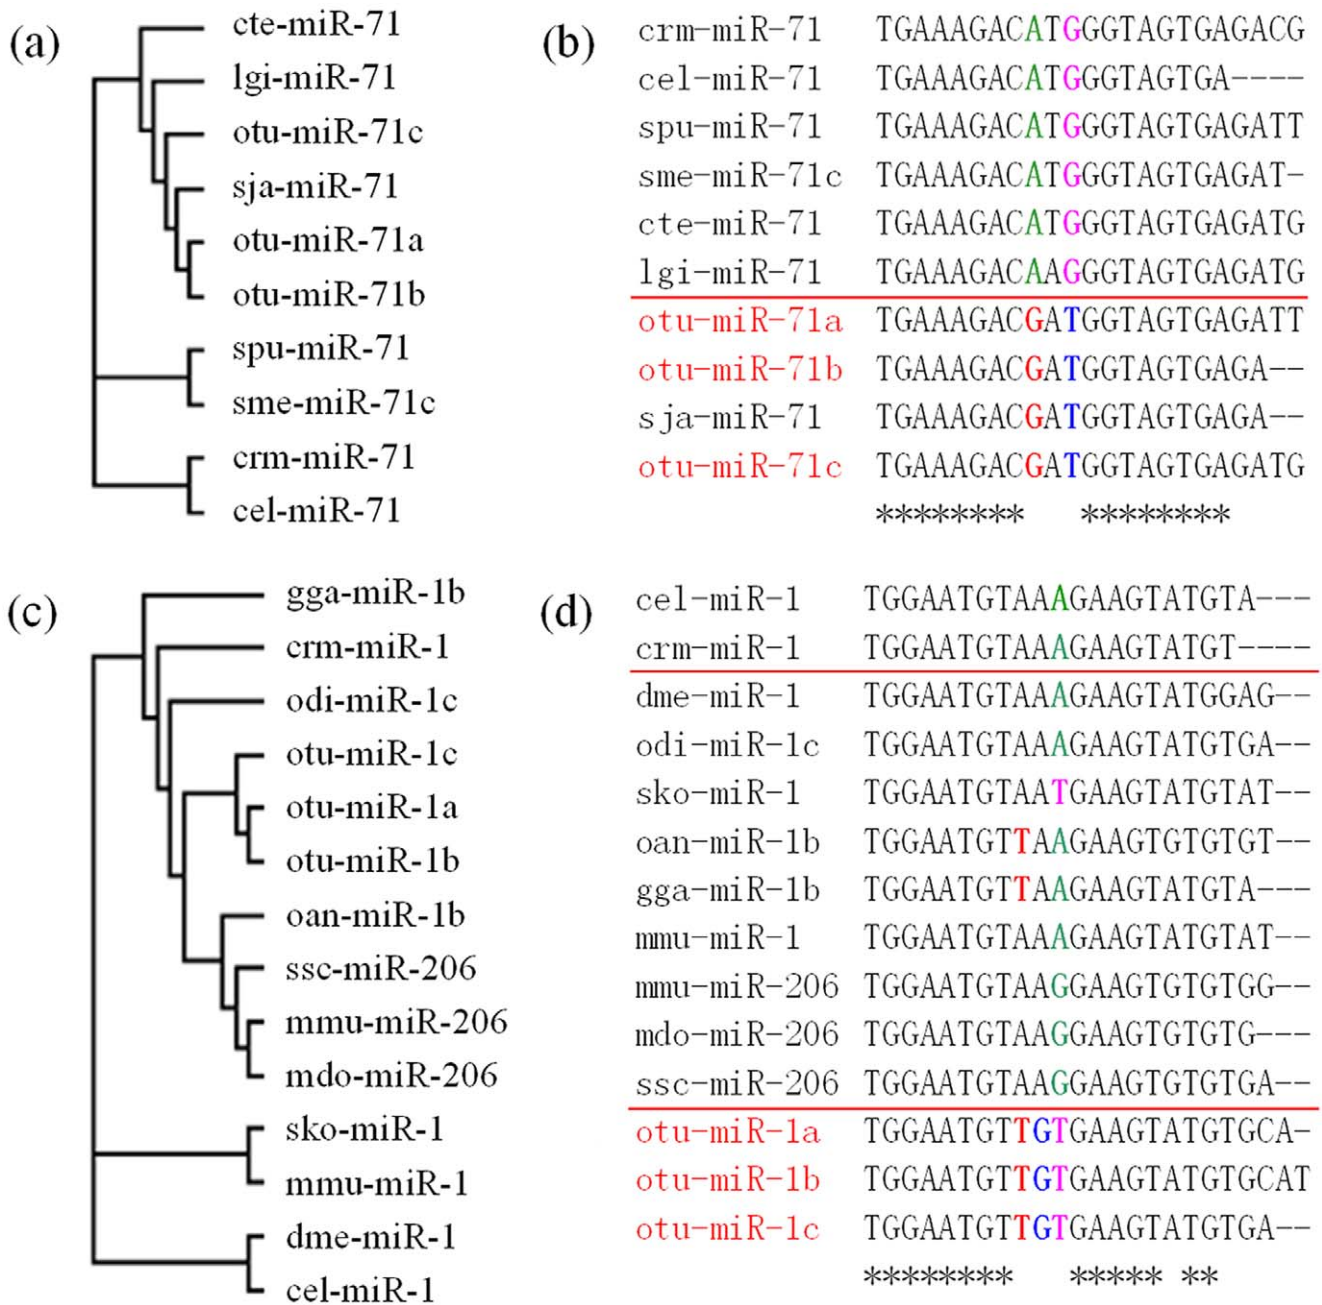 (a)
cte-miR-71
lgi-miR-71
otu-miR-71c
sja-miR-71
otu-miR-71a
otu-miR-71b
spu-miR-71
sme-miR-71c
crm-miR-71
cel-miR-71
(b)
crm-miR-71 TGAAAGACATGGGTAGTGAGACG
cel-miR-71 TGAAAGACATGGGTAGTGA----
spu-miR-71 TGAAAGACATGGGTAGTGAGATT
sme-miR-71c TGAAAGACATGGGTAGTGAGAT-
cte-miR-71 TGAAAGACATGGGTAGTGAGATG
lgi-miR-71 TGAAAGACAAGGGTAGTGAGATG
otu-miR-71a TGAAAGACGATGGTAGTGAGATT
otu-miR-71b TGAAAGACGATGGTAGTGAGA--
sja-miR-71 TGAAAGACGATGGTAGTGAGA--
otu-miR-71c TGAAAGACGATGGTAGTGAGATG
******** ********
(c)
gga-miR-1b
crm-miR-1
odi-miR-1c
otu-miR-1c
otu-miR-1a
otu-miR-1b
oan-miR-1b
ssc-miR-206
mmu-miR-206
mdo-miR-206
sko-miR-1
mmu-miR-1
dme-miR-1
cel-miR-1
(d)
cel-miR-1 TGGAATGTAAAGAAGTATGTA---
crm-miR-1 TGGAATGTAAAGAAGTATGT----
dme-miR-1 TGGAATGTAAAGAAGTATGGAG--
odi-miR-1c TGGAATGTAAAGAAGTATGTGA--
sko-miR-1 TGGAATGTAATGAAGTATGTAT--
oan-miR-1b TGGAATGTTAAGAAGTGTGTGT--
gga-miR-1b TGGAATGTTAAGAAGTATGTA---
mmu-miR-1 TGGAATGTAAAGAAGTATGTAT--
mmu-miR-206 TGGAATGTAAGGAAGTGTGTGG--
mdo-miR-206 TGGAATGTAAGGAAGTGTGTG---
ssc-miR-206 TGGAATGTAAGGAAGTGTGTGA--
otu-miR-1a TGGAATGTTGTGAAGTATGTGCA-
otu-miR-1b TGGAATGTTGTGAAGTATGTGCAT
otu-miR-1c TGGAATGTTGTGAAGTATGTGA--
******** ***** **